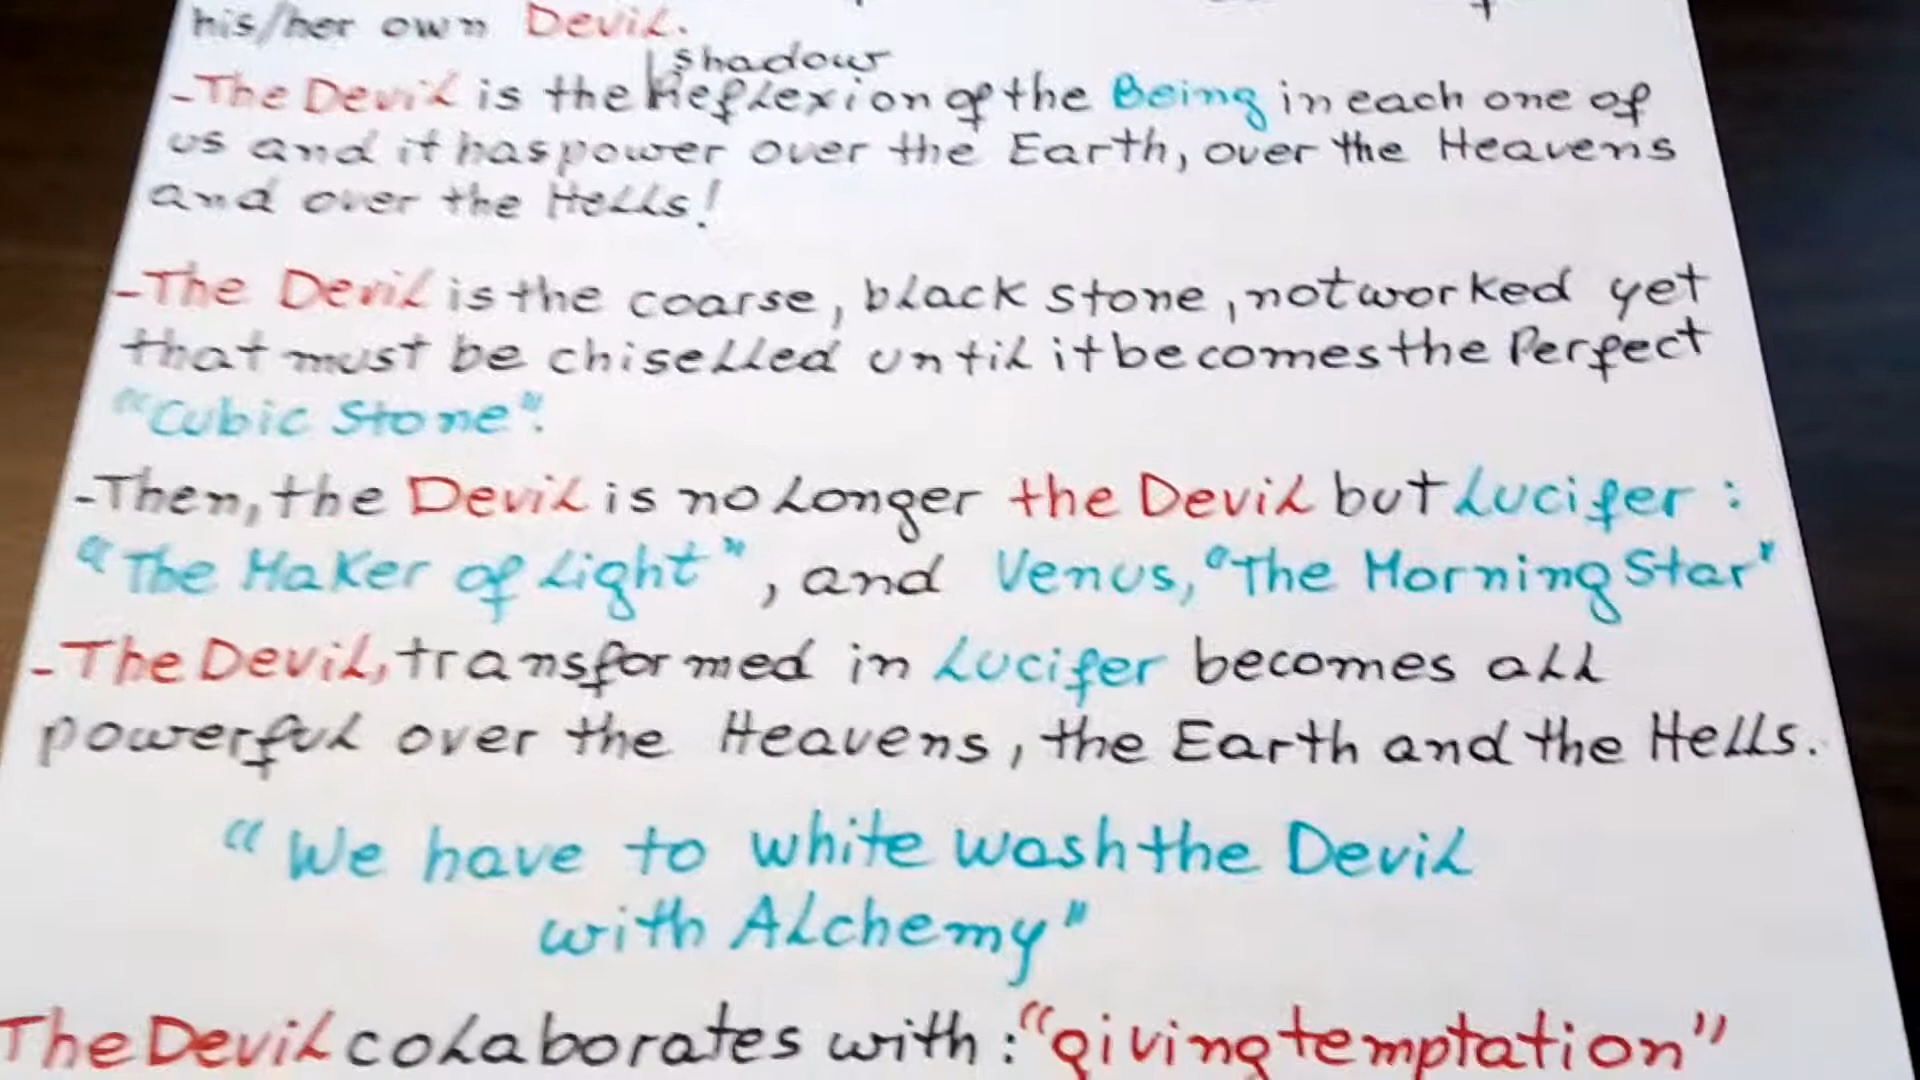 his/her own Devil.
shadow
-The Devil is the Reflexion of the Being in each one of
us and it has power over the Earth, over the Heavens
and over the Hells!
-The Devil is the coarse, black stone, not worked yet
that must be chiselled until it becomes the Perfect
"Cubic Stone".
-Then, the Devil is no longer the Devil but Lucifer:
"The Maker of Light", and Venus, "The Morning Star"
-The Devil, transformed in Lucifer becomes all
powerful over the Heavens, the Earth and the Hells.
"We have to white wash the Devil
with Alchemy"
The Devil colaborates with: "giving temptation"